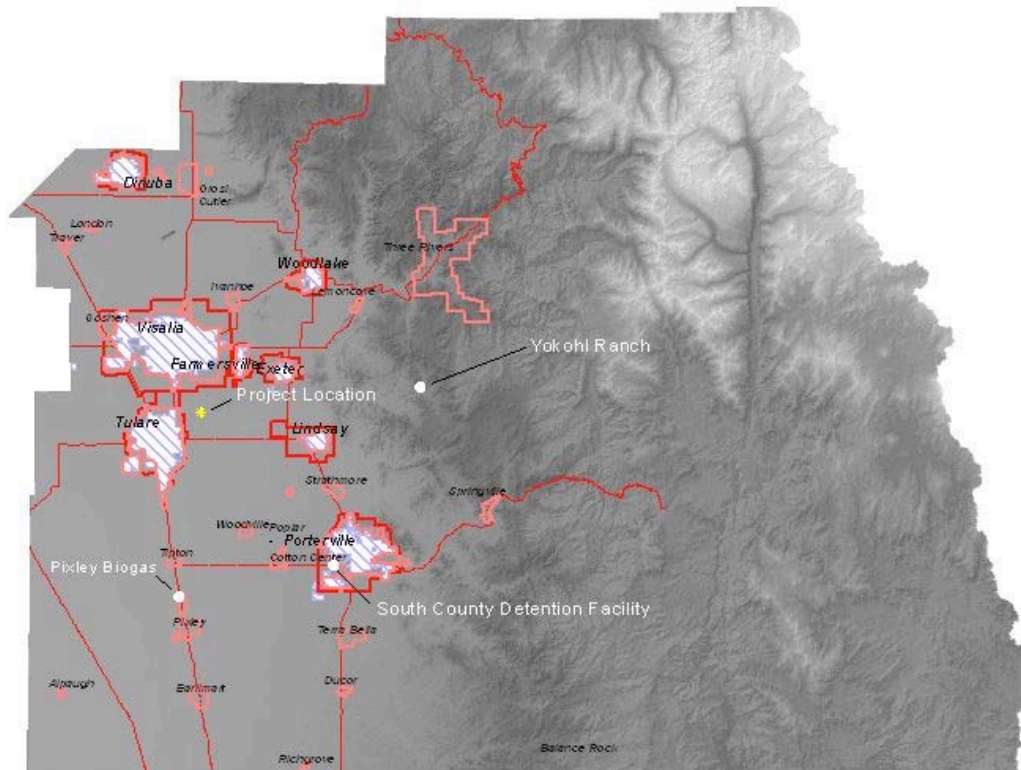 Dinuba
Orosi
Cutler
London
Traver
Three Rivers
Woodlake
Lemoncove
Ivanhoe
Goshen
Visalia
Farmersville
Exeter
Yokohl Ranch
Project Location
Tulare
Lindsay
Strathmore
Springville
Woodville
Poplar
-
Porterville
Cotton Center
Tipton
Pixley Biogas
South County Detention Facility
Pixley
Terra Bella
Alpaugh
Earlimart
Ducor
Richgrove
Balance Rock